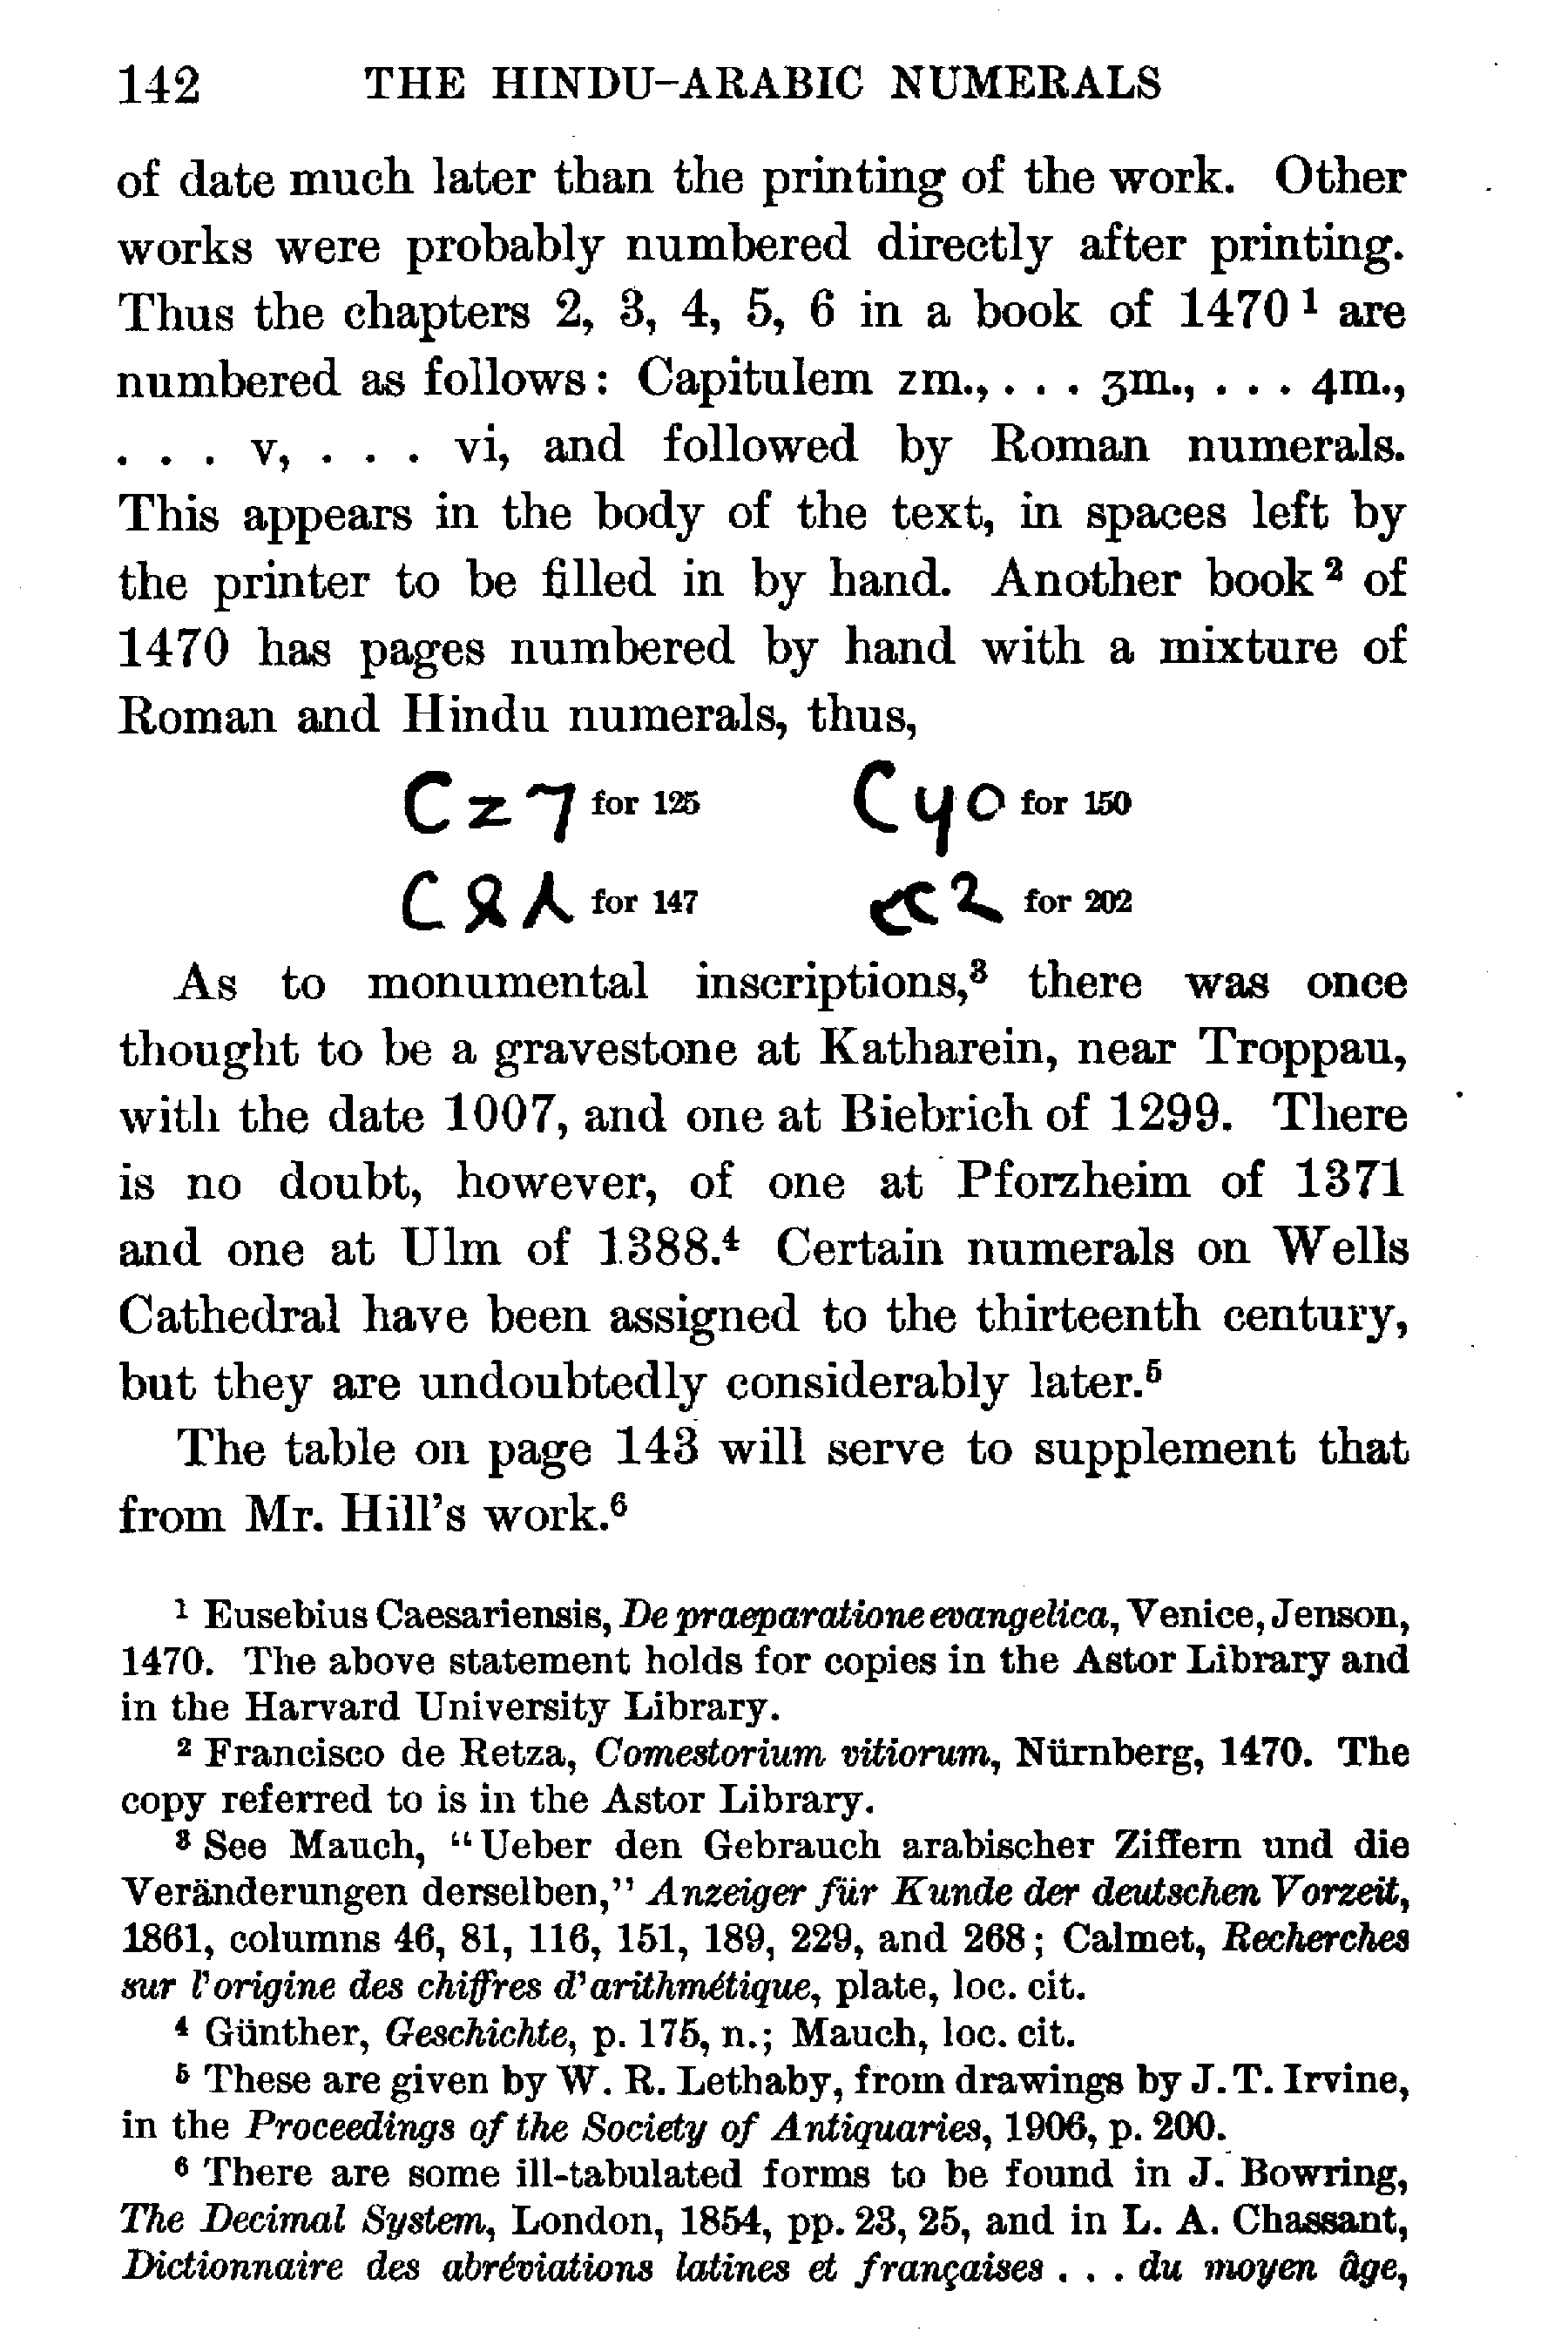 142 THE HINDU-ARABIC NUMERALS
of date much later than the printing of the work. Other
works were probably numbered directly after printing.
Thus the chapters 2, 3, 4, 5, 6 in a book of 1470 ¹ are
numbered as follows: Capitulem zm., . . . 3m., . . . 4m.,
. . . v, . . . vi, and followed by Roman numerals.
This appears in the body of the text, in spaces left by
the printer to be filled in by hand. Another book ² of
1470 has pages numbered by hand with a mixture of
Roman and Hindu numerals, thus,
C z 7 for 125 C y 0 for 150
C for 147 cc2 for 202
As to monumental inscriptions,³ there was once
thought to be a gravestone at Katharein, near Troppau,
with the date 1007, and one at Biebrich of 1299. There
is no doubt, however, of one at Pforzheim of 1371
and one at Ulm of 1388.⁴ Certain numerals on Wells
Cathedral have been assigned to the thirteenth century,
but they are undoubtedly considerably later.⁵
The table on page 143 will serve to supplement that
from Mr. Hill's work.⁶
¹ Eusebius Caesariensis, De praeparatione evangelica, Venice, Jenson,
1470. The above statement holds for copies in the Astor Library and
in the Harvard University Library.
² Francisco de Retza, Comestorium vitiorum, Nürnberg, 1470. The
copy referred to is in the Astor Library.
³ See Mauch, "Ueber den Gebrauch arabischer Ziffern und die
Veränderungen derselben," Anzeiger für Kunde der deutschen Vorzeit,
1861, columns 46, 81, 116, 151, 189, 229, and 268; Calmet, Recherches
sur l'origine des chiffres d'arithmétique, plate, loc. cit.
⁴ Günther, Geschichte, p. 175, n.; Mauch, loc. cit.
⁵ These are given by W. R. Lethaby, from drawings by J. T. Irvine,
in the Proceedings of the Society of Antiquaries, 1906, p. 200.
⁶ There are some ill-tabulated forms to be found in J. Bowring,
The Decimal System, London, 1854, pp. 23, 25, and in L. A. Chassant,
Dictionnaire des abréviations latines et françaises . . . du moyen âge,